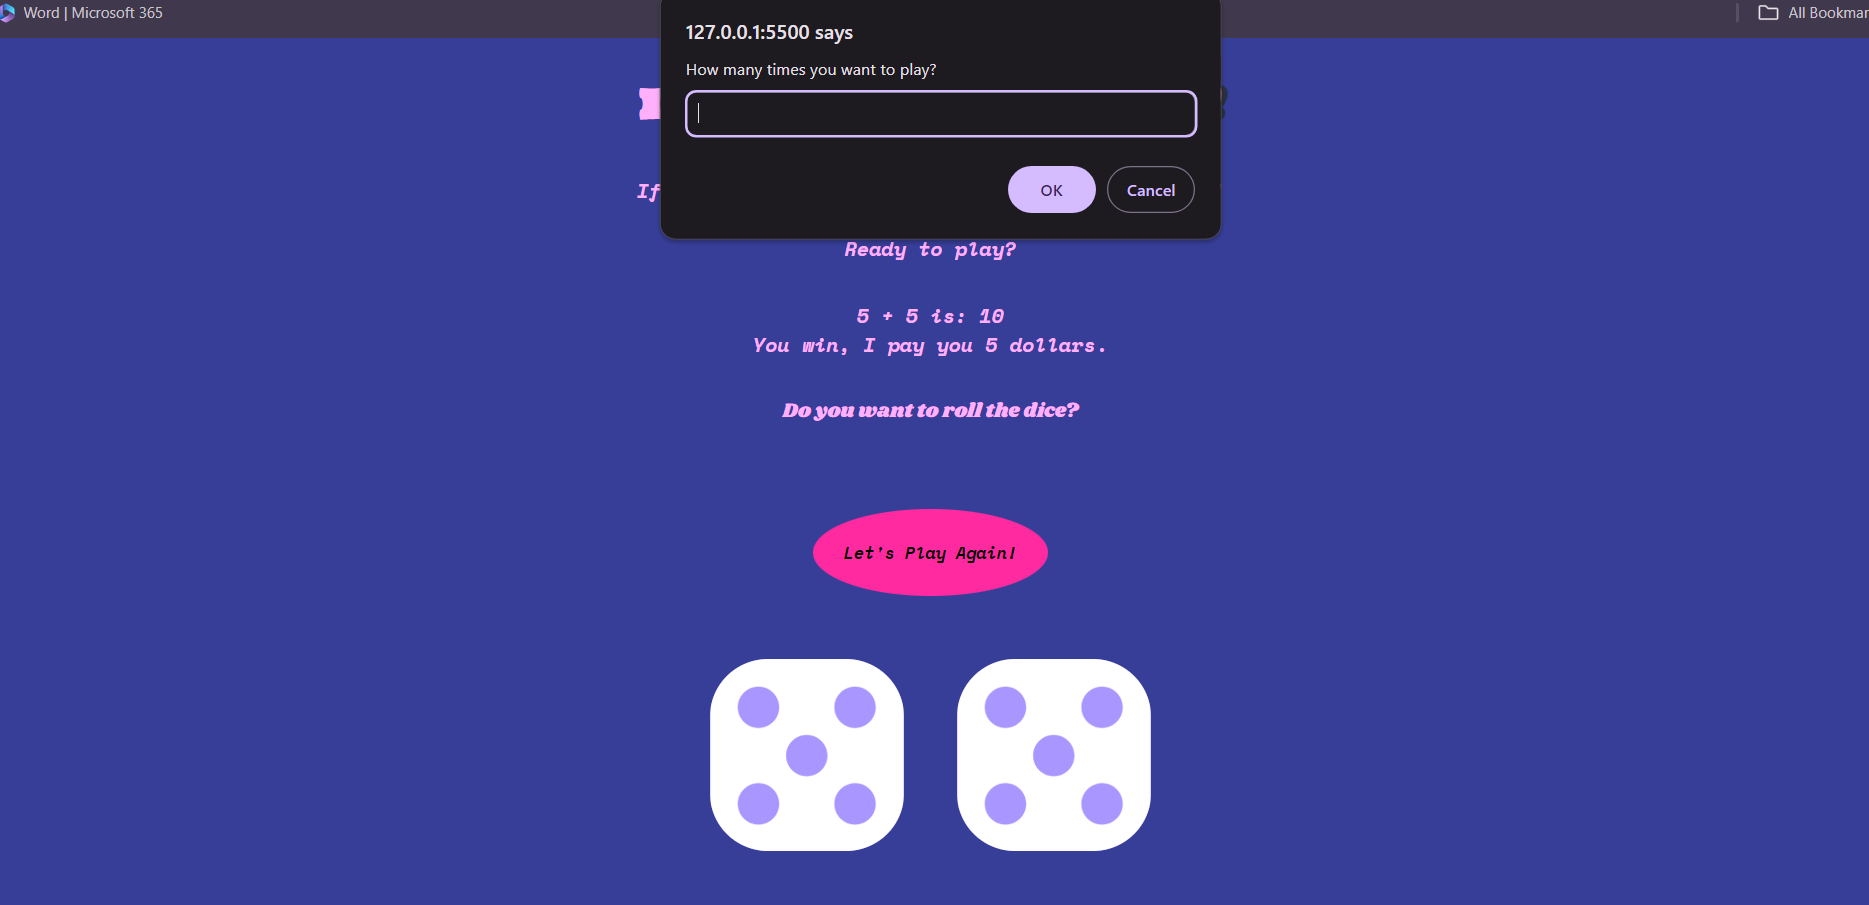 Word | Microsoft 365
All Bookmar
127.0.0.1:5500 says
How many times you want to play?
OK
Cancel
If
Ready to play?
5 + 5 is: 10
You win, I pay you 5 dollars.
Do you want to roll the dice?
Let's Play Again!